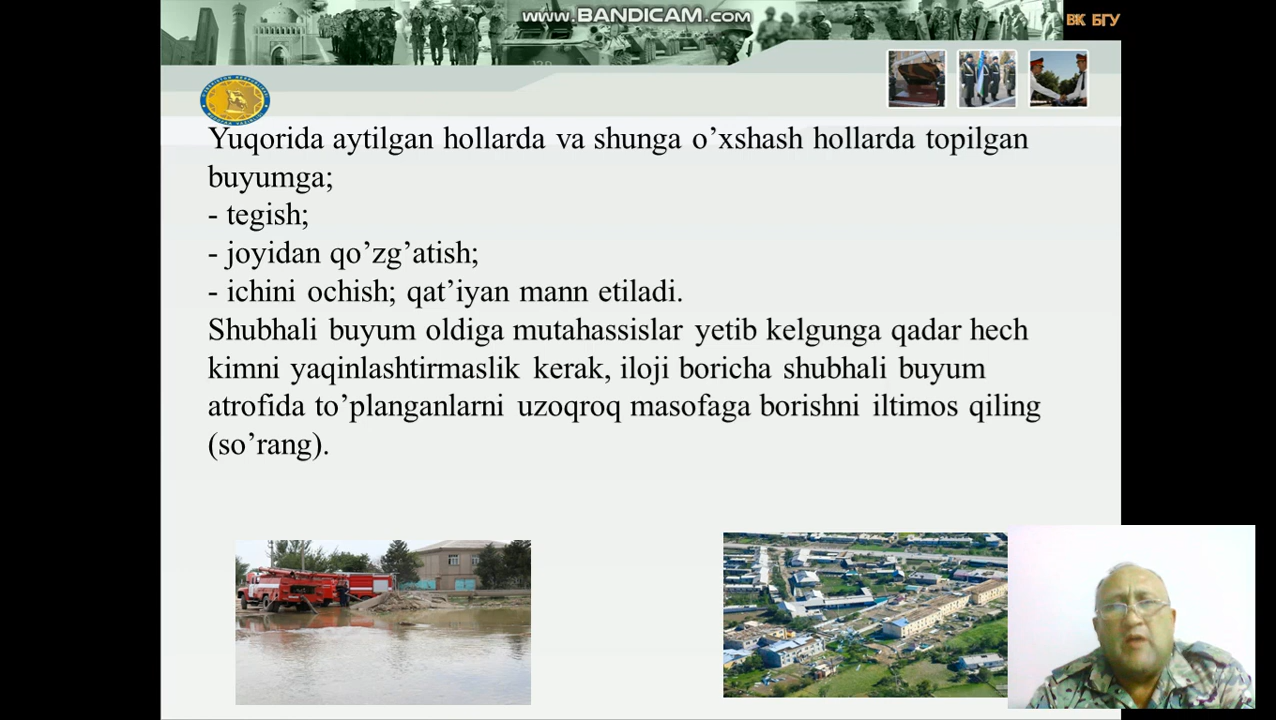 www.BANDICAM.com
ВК БГУ
Yuqorida aytilgan hollarda va shunga o’xshash hollarda topilgan
buyumga;
- tegish;
- joyidan qo’zg’atish;
- ichini ochish; qat’iyan mann etiladi.
Shubhali buyum oldiga mutahassislar yetib kelgunga qadar hech
kimni yaqinlashtirmaslik kerak, iloji boricha shubhali buyum
atrofida to’planganlarni uzoqroq masofaga borishni iltimos qiling
(so’rang).